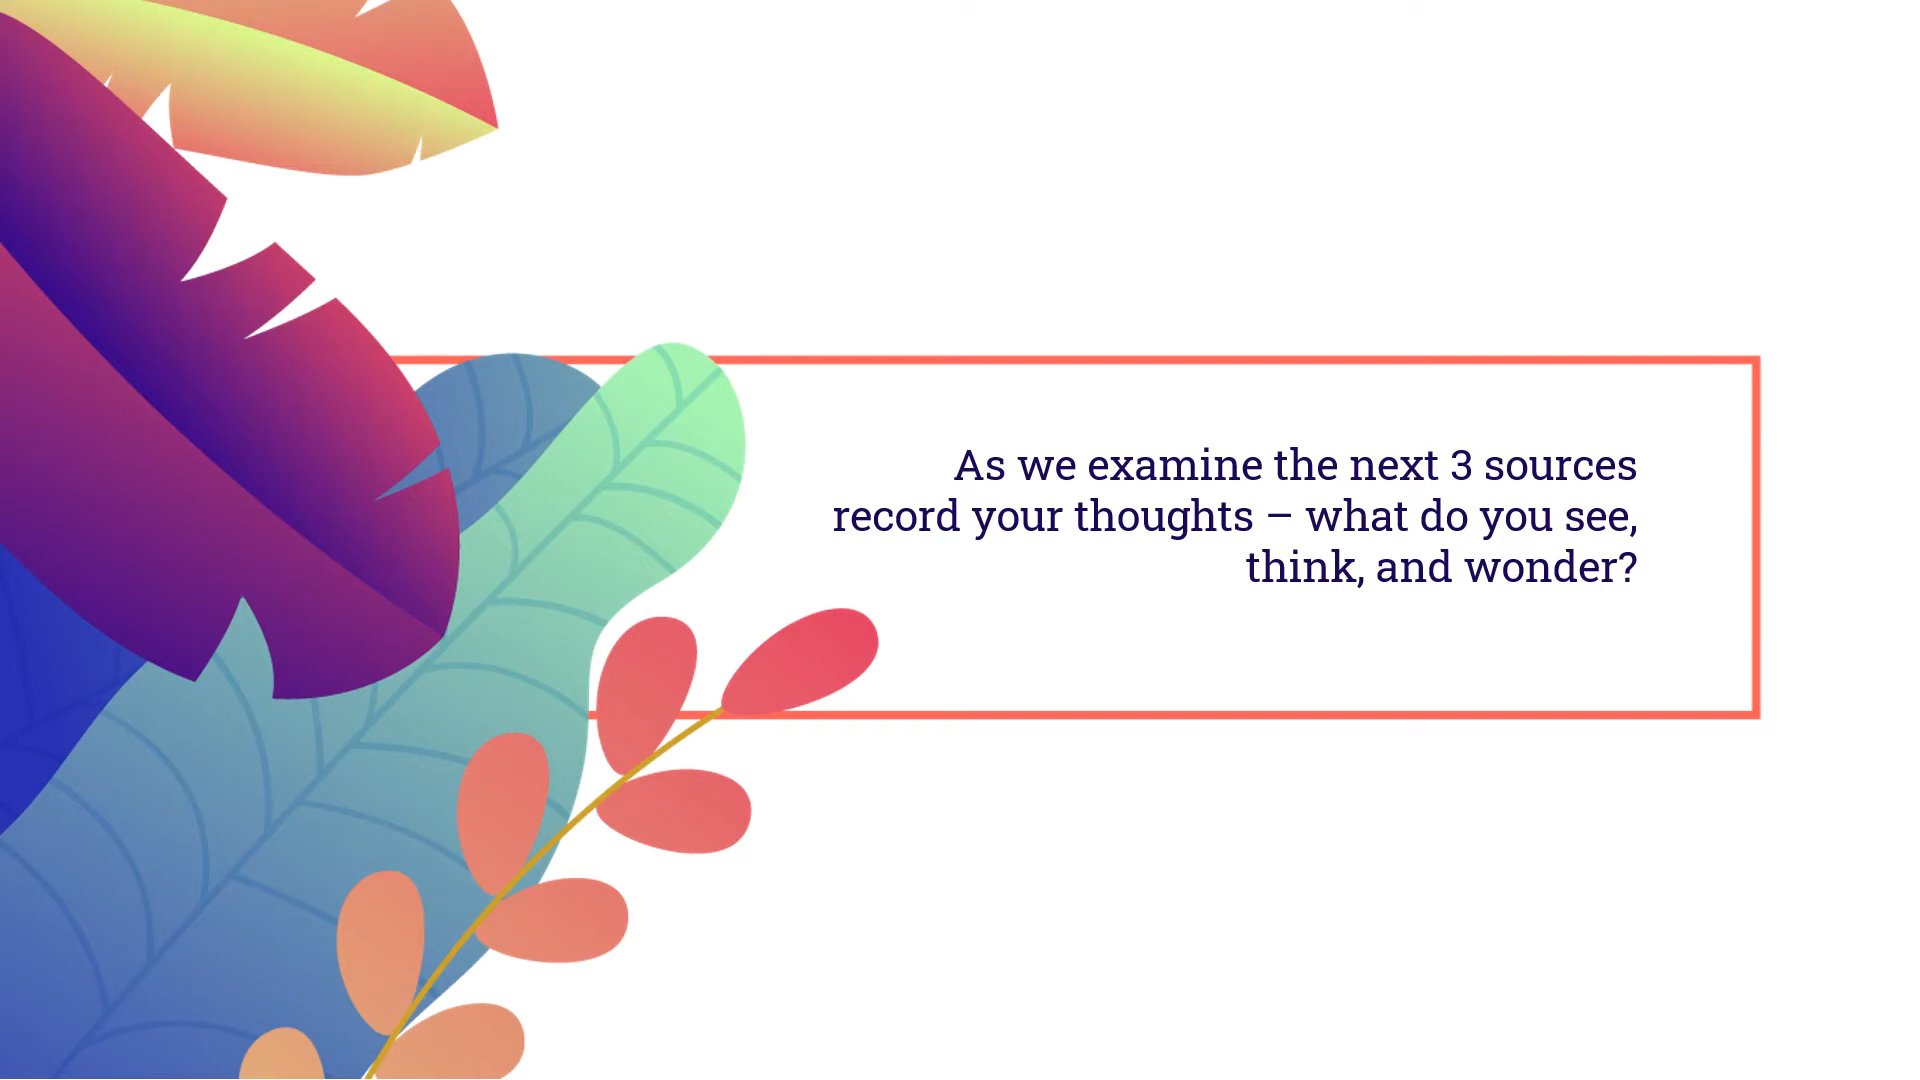 As we examine the next 3 sources
record your thoughts – what do you see,
think, and wonder?